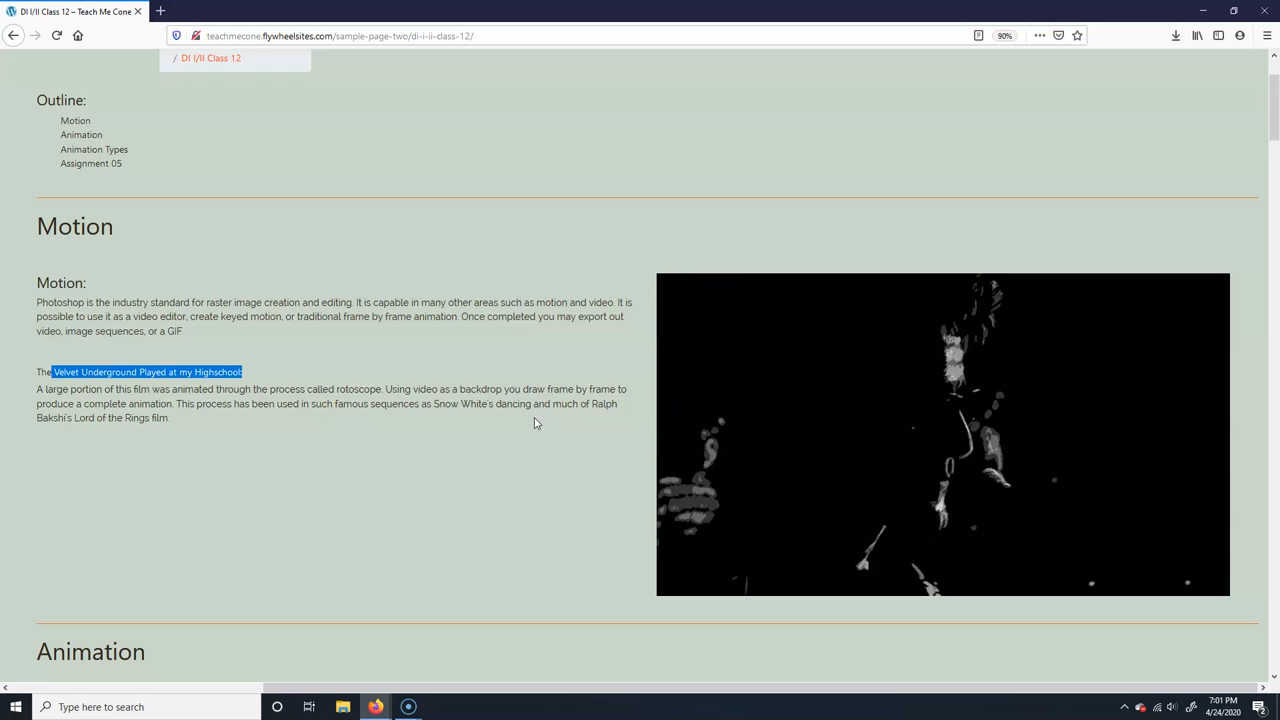 DI I/II Class 12 – Teach Me Cone
teachmecone.flywheelsites.com/sample-page-two/di-i-ii-class-12/
90%
/ DI I/II Class 12
Outline:
Motion
Animation
Animation Types
Assignment 05
Motion
Motion:
Photoshop is the industry standard for raster image creation and editing. It is capable in many other areas such as motion and video. It is
possible to use it as a video editor, create keyed motion, or traditional frame by frame animation. Once completed you may export out
video, image sequences, or a GIF.
The Velvet Underground Played at my Highschool:
A large portion of this film was animated through the process called rotoscope. Using video as a backdrop you draw frame by frame to
produce a complete animation. This process has been used in such famous sequences as Snow White's dancing and much of Ralph
Bakshi's Lord of the Rings film.
Animation
Type here to search
7:01 PM
4/24/2020
2